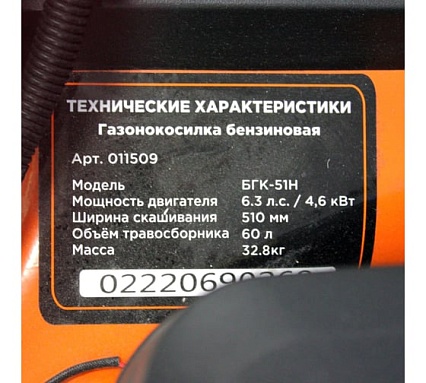 ТЕХНИЧЕСКИЕ ХАРАКТЕРИСТИКИ
Газонокосилка бензиновая
Арт. 011509
Модель БГК-51Н
Мощность двигателя 6.3 л.с. / 4,6 кВт
Ширина скашивания 510 мм
Объём травосборника 60 л
Масса 32.8кг